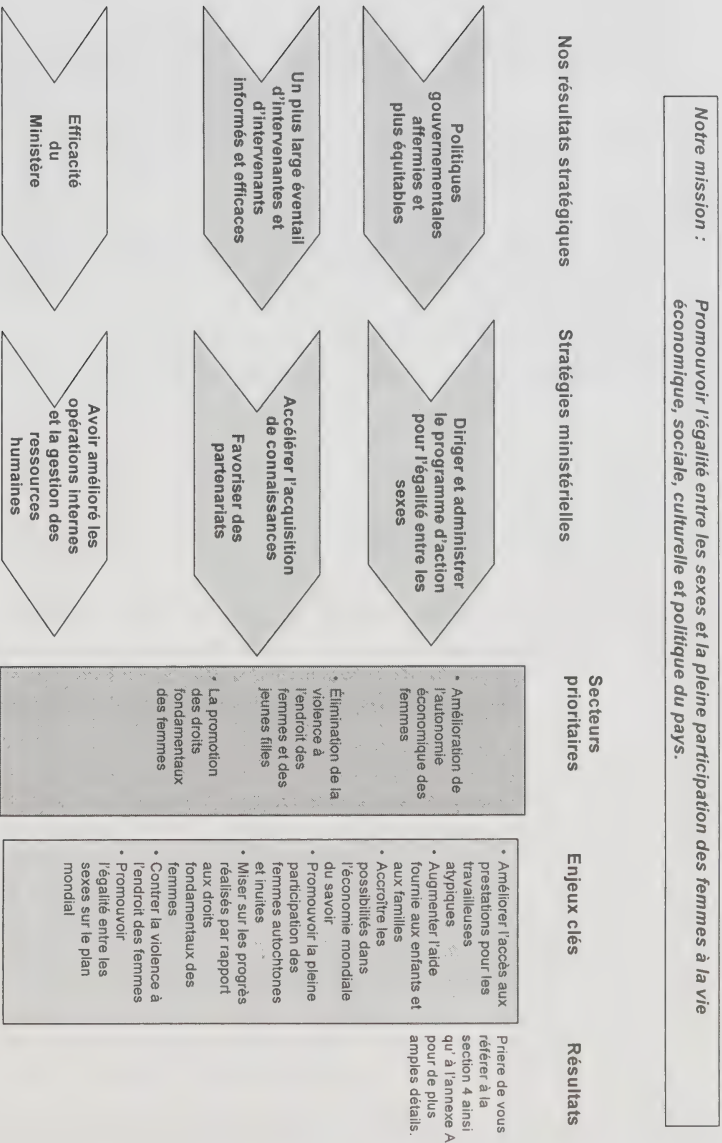 Notre mission : Promouvoir l'égalité entre les sexes et la pleine participation des femmes à la vie
économique, sociale, culturelle et politique du pays.
Nos résultats stratégiques
Politiques
gouvernementales
affermies et
plus équitables
Un plus large éventail
d'intervenantes et
d'intervenants
informés et efficaces
Efficacité
du
Ministère
Stratégies ministérielles
Diriger et administrer
le programme d'action
pour l'égalité entre les
sexes
Accélérer l'acquisition
de connaissances
Favoriser des
partenariats
Avoir amélioré les
opérations internes
et la gestion des
ressources
humaines
Secteurs
prioritaires
• Amélioration de
l'autonomie
économique des
femmes
• Élimination de la
violence à
l'endroit des
femmes et des
jeunes filles
• La promotion
des droits
fondamentaux
des femmes
Enjeux clés
• Améliorer l'accès aux
prestations pour les
travailleuses
atypiques
• Augmenter l'aide
fournie aux enfants et
aux familles
• Accroître les
possibilités dans
l'économie mondiale
du savoir
• Promouvoir la pleine
participation des
femmes autochtones
et inuites
• Miser sur les progrès
réalisés par rapport
aux droits
fondamentaux des
femmes
• Contrer la violence à
l'endroit des femmes
• Promouvoir
l'égalité entre les
sexes sur le plan
mondial
Résultats
Priere de vous
référer à la
section 4 ainsi
qu' à l'annexe A
pour de plus
amples détails.